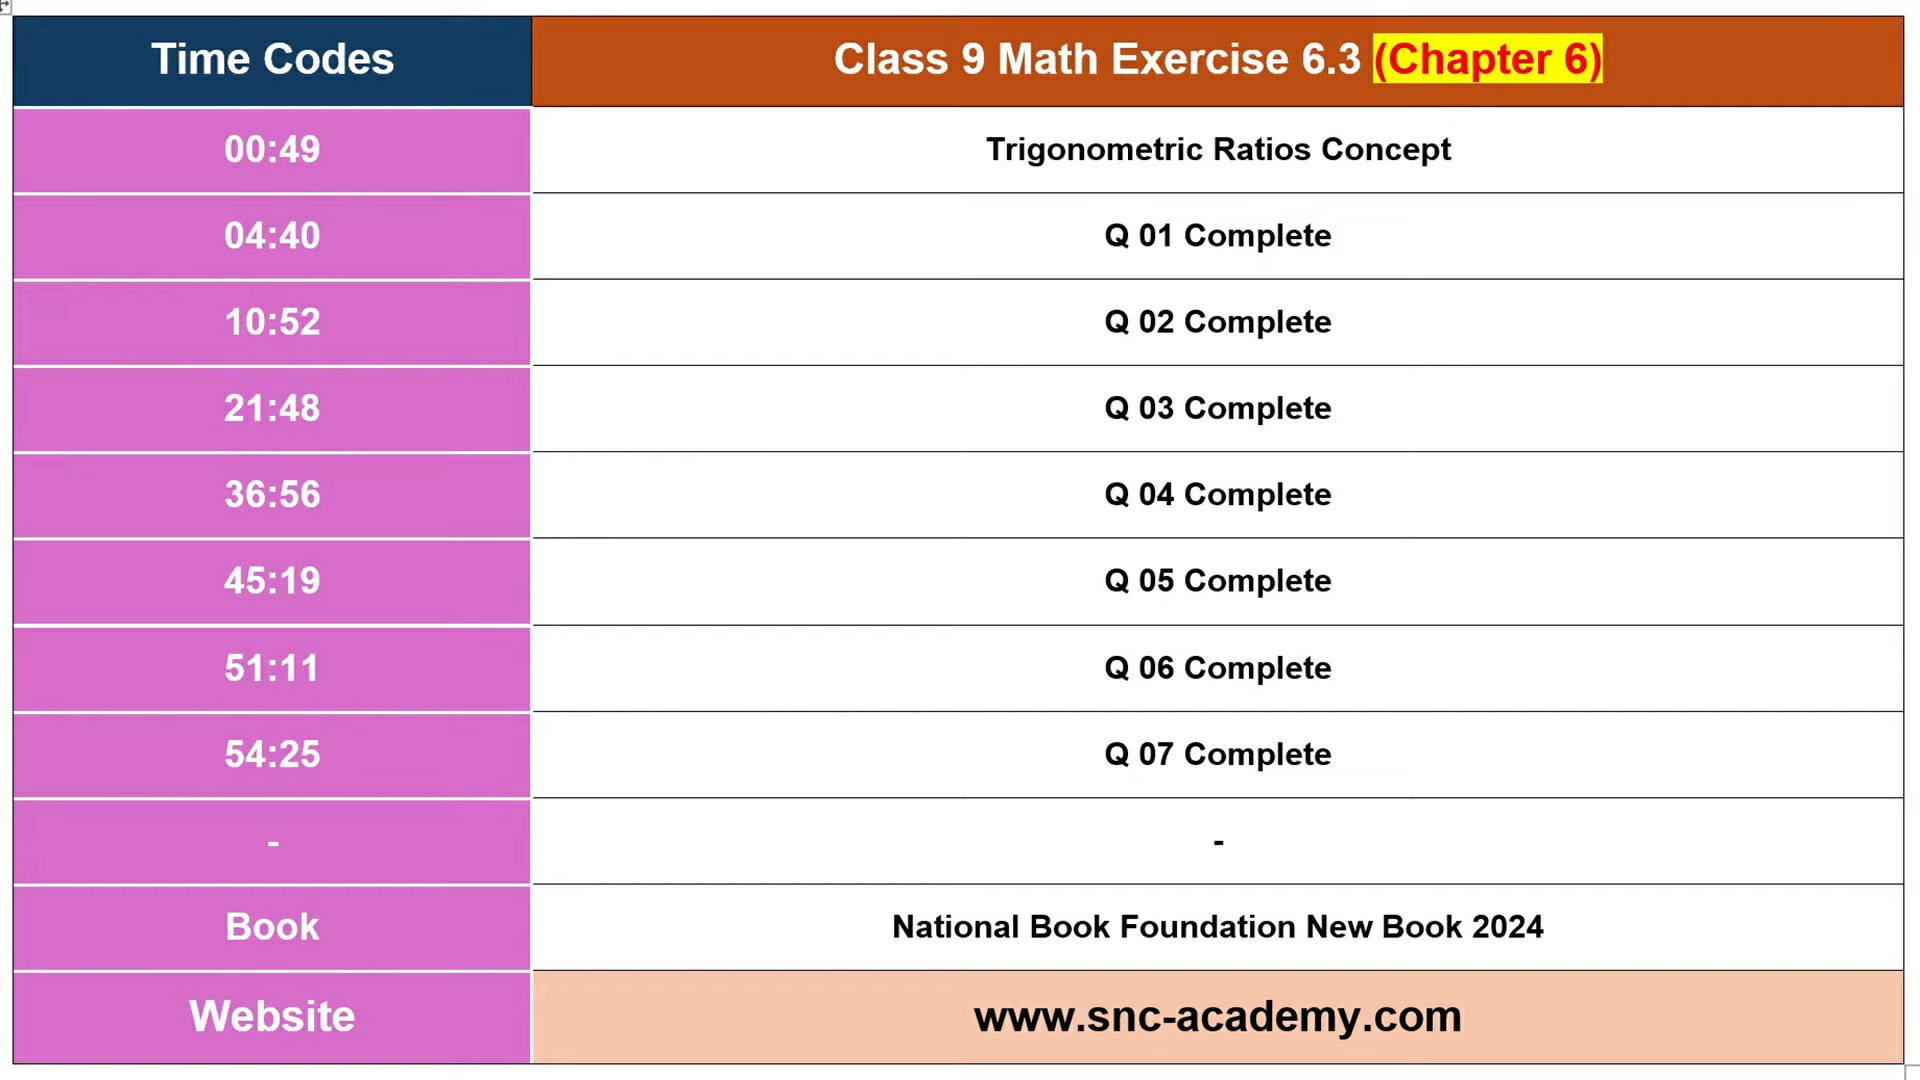 Time Codes Class 9 Math Exercise 6.3 (Chapter 6)
00:49 Trigonometric Ratios Concept
04:40 Q 01 Complete
10:52 Q 02 Complete
21:48 Q 03 Complete
36:56 Q 04 Complete
45:19 Q 05 Complete
51:11 Q 06 Complete
54:25 Q 07 Complete
- -
Book National Book Foundation New Book 2024
Website www.snc-academy.com